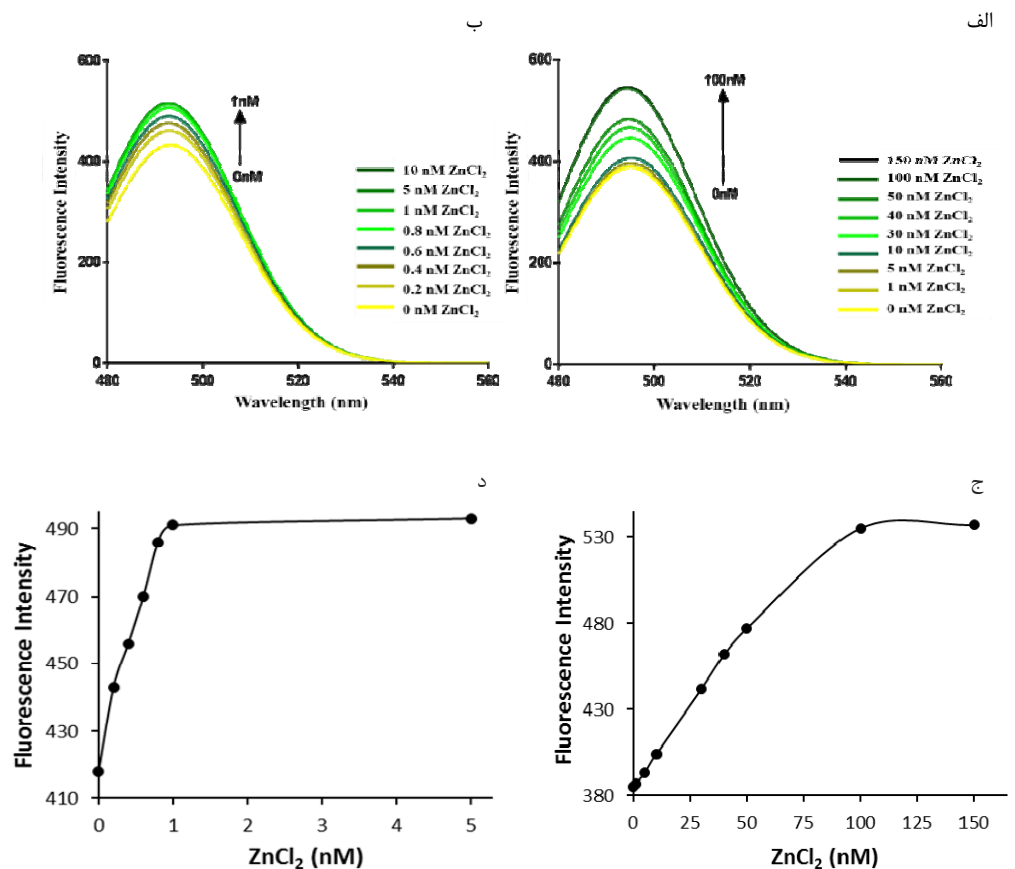 ب
الف
600
400
200
0
480
500
520
540
560
Fluorescence Intensity
Wavelength (nm)
1nM
0nM
10 nM ZnCl₂
5 nM ZnCl₂
1 nM ZnCl₂
0.8 nM ZnCl₂
0.6 nM ZnCl₂
0.4 nM ZnCl₂
0.2 nM ZnCl₂
0 nM ZnCl₂
600
400
200
0
480
500
520
540
560
Fluorescence Intensity
Wavelength (nm)
100nM
0nM
150 nM ZnCl₂
100 nM ZnCl₂
50 nM ZnCl₂
40 nM ZnCl₂
30 nM ZnCl₂
10 nM ZnCl₂
5 nM ZnCl₂
1 nM ZnCl₂
0 nM ZnCl₂
د
490
470
450
430
410
0
1
2
3
4
5
Fluorescence Intensity
ZnCl₂ (nM)
ج
530
480
430
380
0
25
50
75
100
125
150
Fluorescence Intensity
ZnCl₂ (nM)